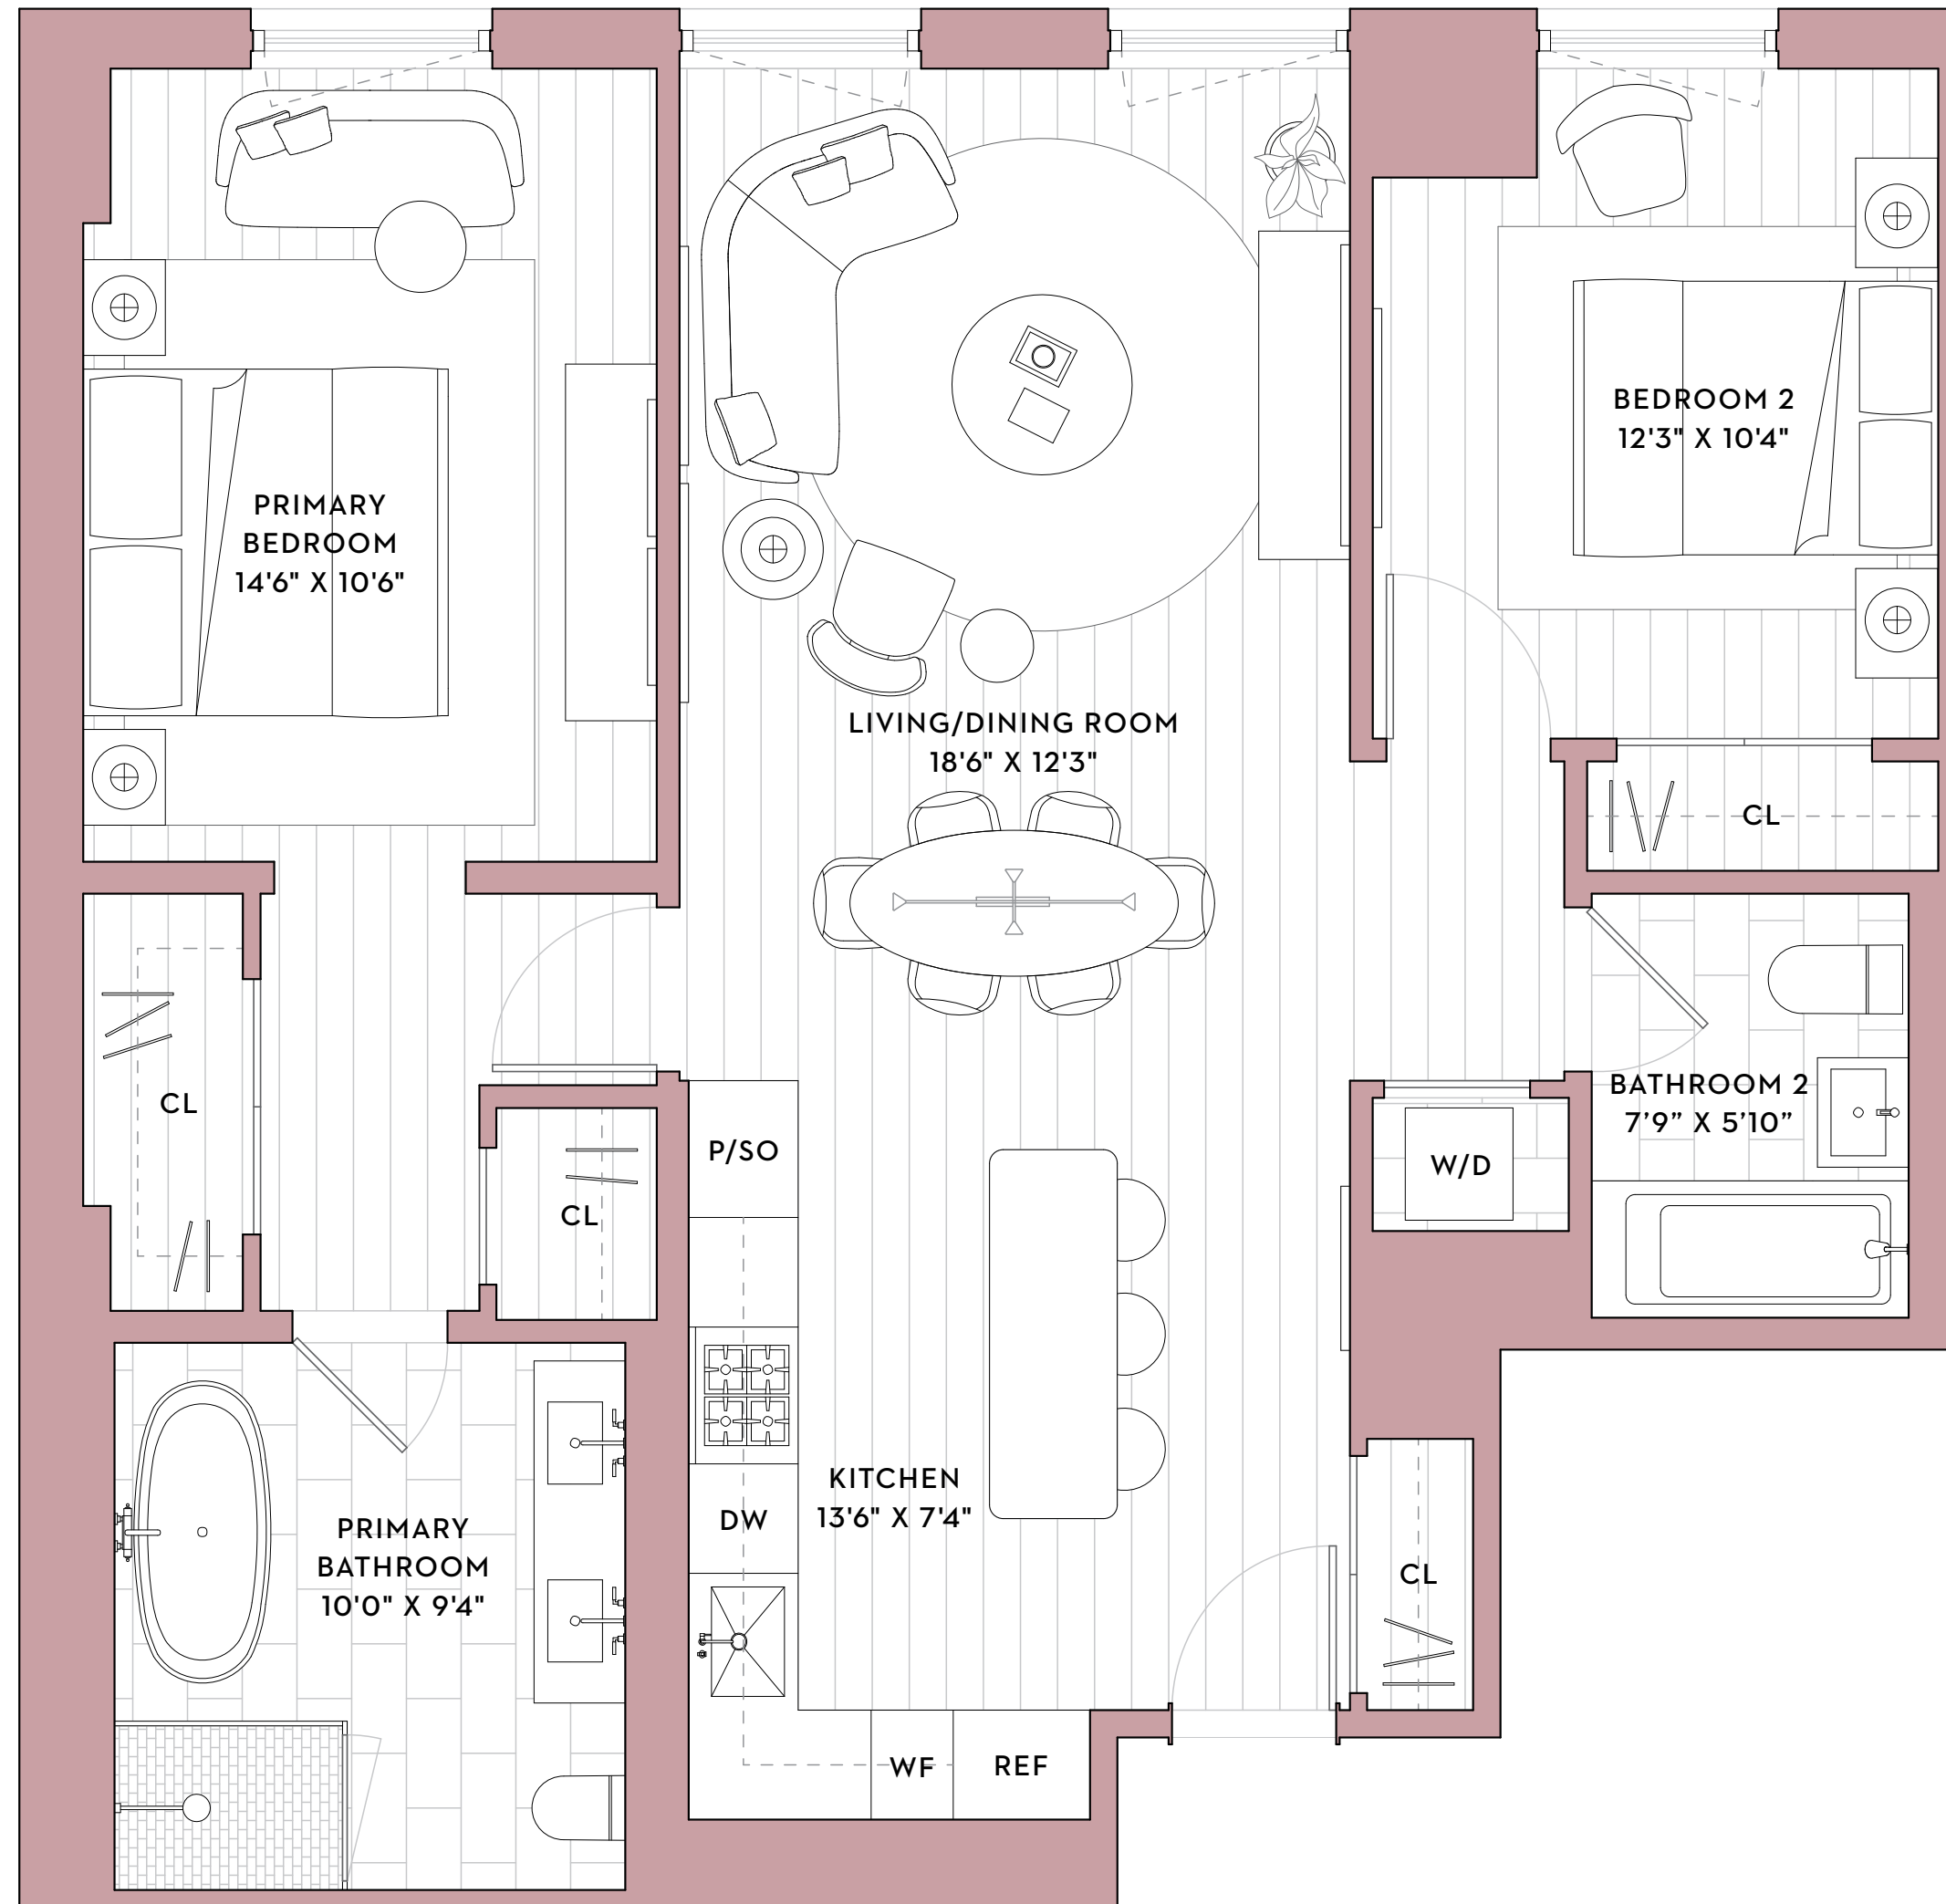 PRIMARY
BEDROOM
14'6" X 10'6"
BEDROOM 2
12'3" X 10'4"
LIVING/DINING ROOM
18'6" X 12'3"
CL
CL
CL
P/SO
W/D
BATHROOM 2
7’9” X 5’10”
KITCHEN
13'6" X 7'4"
DW
PRIMARY
BATHROOM
10'0" X 9'4"
CL
WF
REF